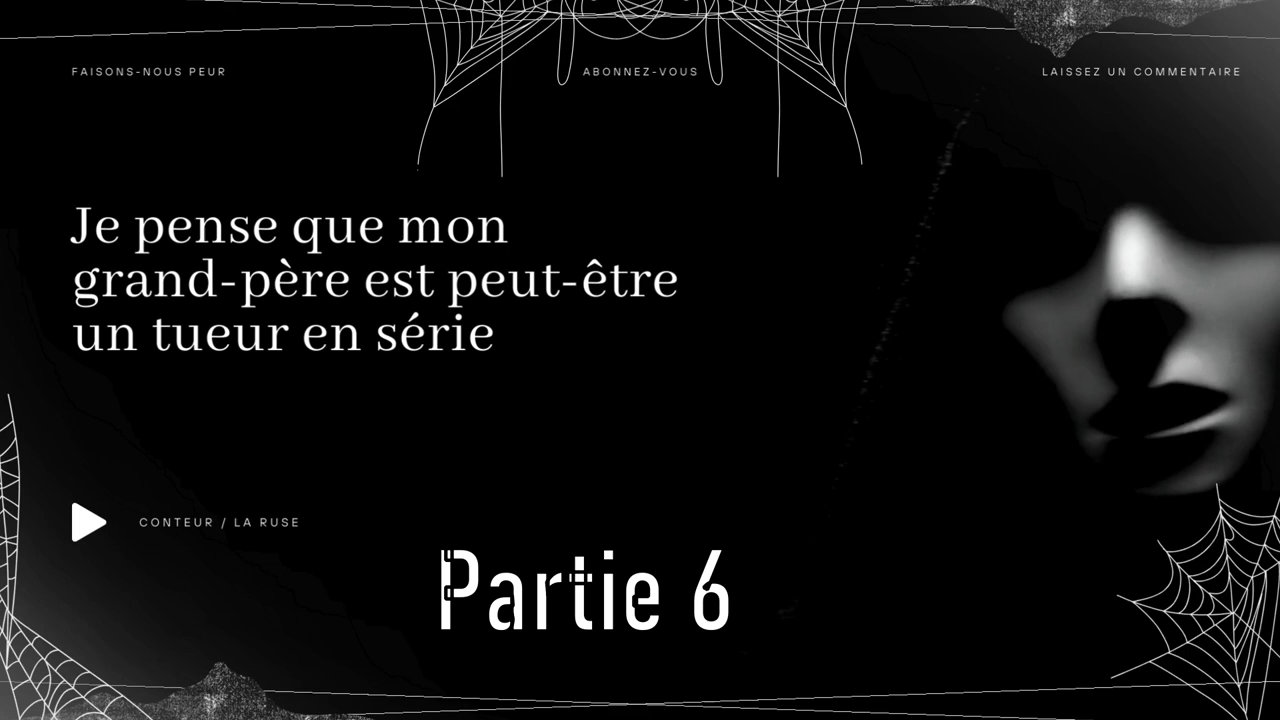 FAISONS-NOUS PEUR
ABONNEZ-VOUS
LAISSEZ UN COMMENTAIRE
Je pense que mon
grand-père est peut-être
un tueur en série
CONTEUR / LA RUSE
Partie 6